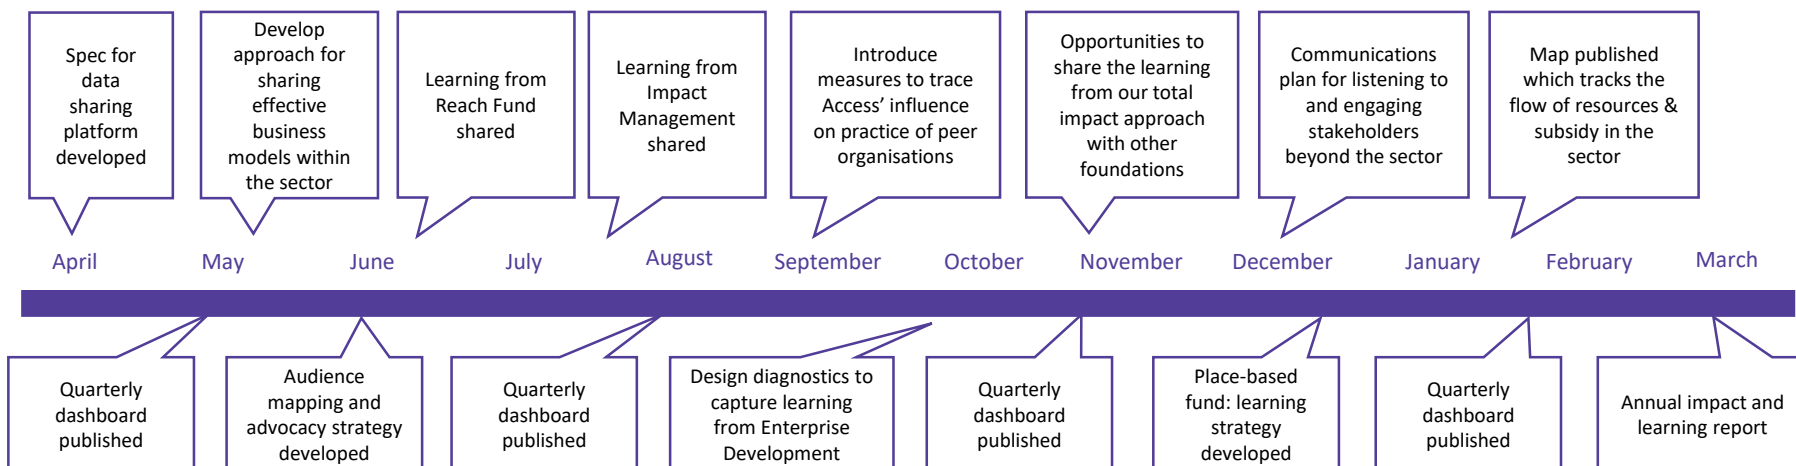 Spec for
data
sharing
platform
developed
Develop
approach for
sharing
effective
business
models within
the sector
Learning from
Reach Fund
shared
Learning from
Impact
Management
shared
Introduce
measures to trace
Access’ influence
on practice of peer
organisations
Opportunities to
share the learning
from our total
impact approach
with other
foundations
Communications
plan for listening to
and engaging
stakeholders
beyond the sector
Map published
which tracks the
flow of resources &
subsidy in the
sector
April
May
June
July
August
September
October
November
December
January
February
March
Quarterly
dashboard
published
Audience
mapping and
advocacy strategy
developed
Quarterly
dashboard
published
Design diagnostics to
capture learning
from Enterprise
Development
Quarterly
dashboard
published
Place-based
fund: learning
strategy
developed
Quarterly
dashboard
published
Annual impact and
learning report